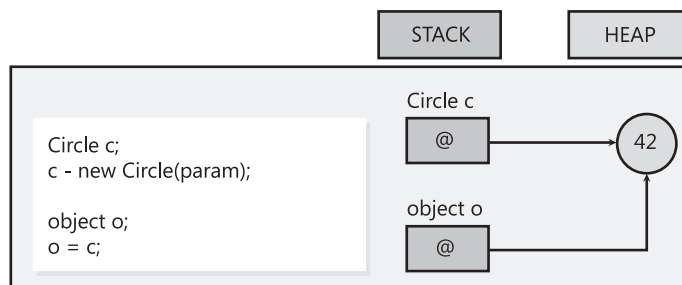 STACK HEAP
Circle c
@
42
Circle c;
c - new Circle(param);
object o;
o = c;
object o
@